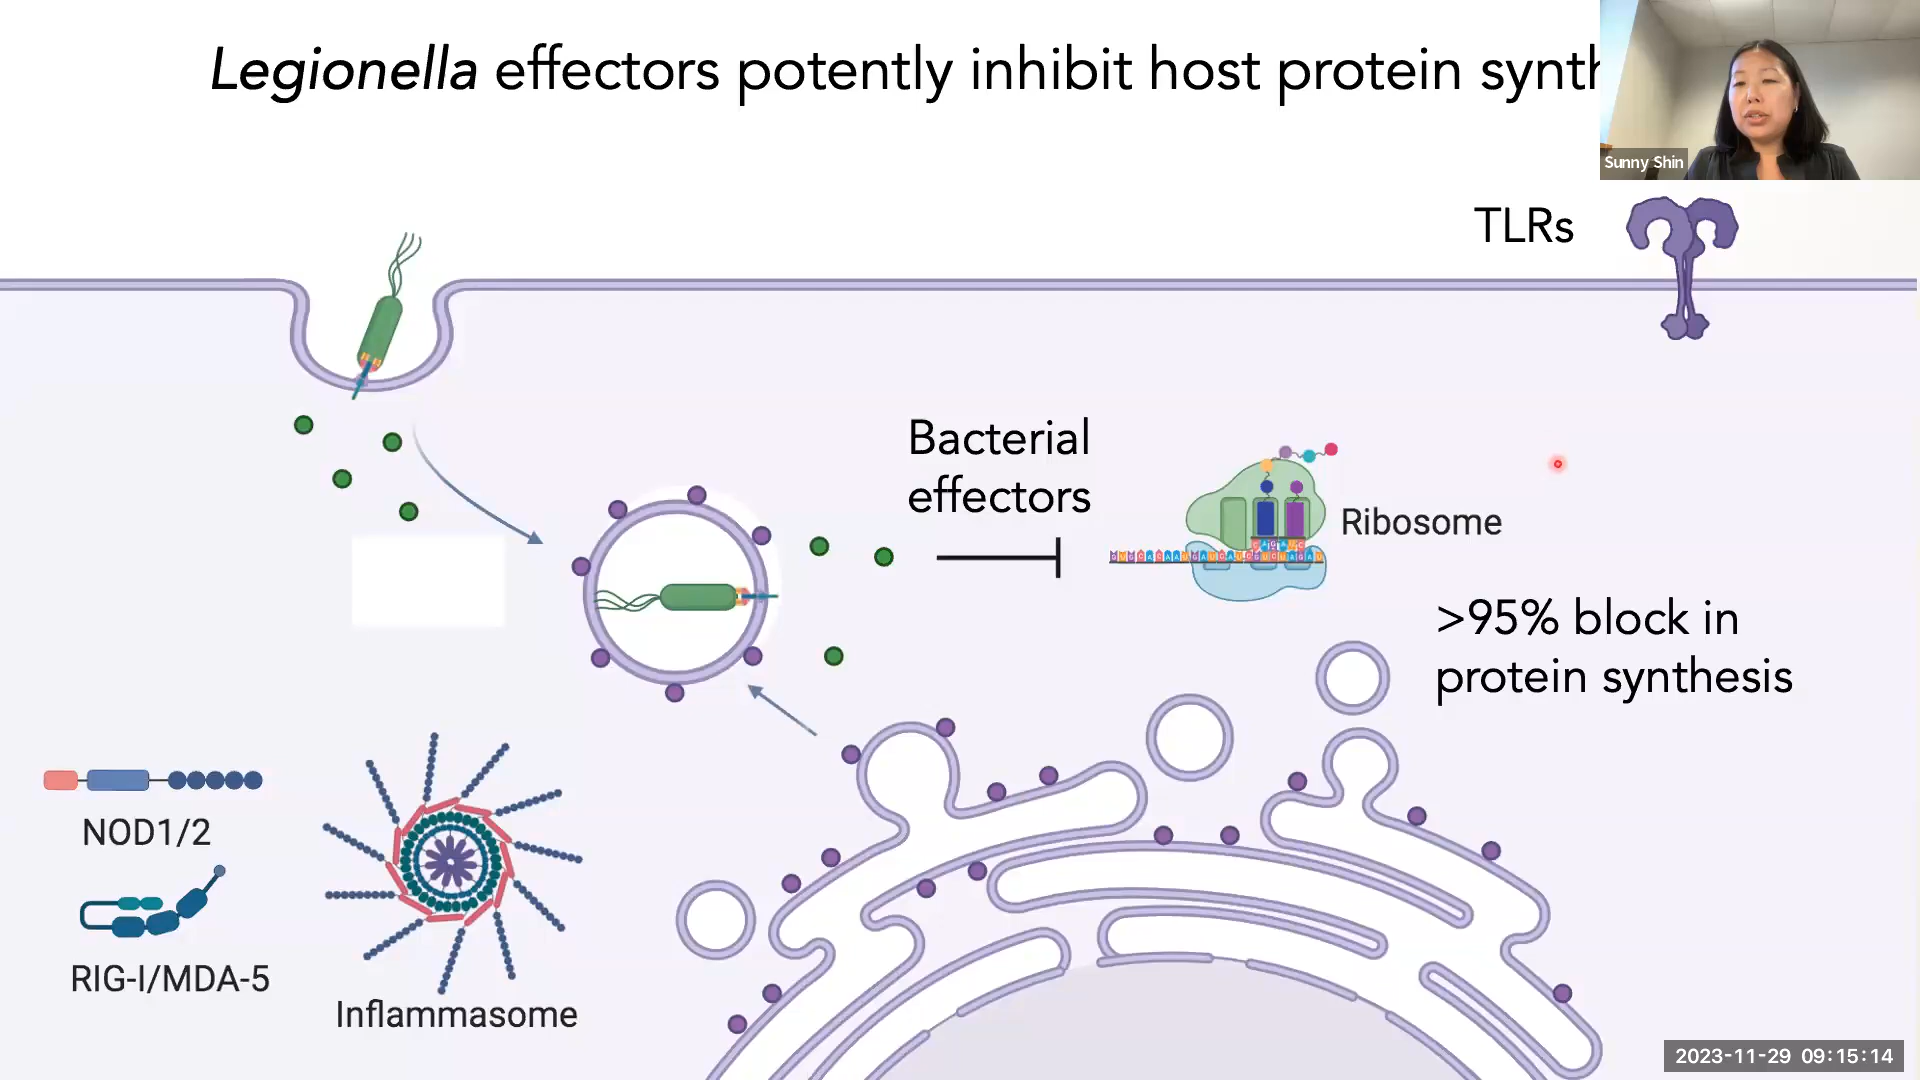 Legionella effectors potently inhibit host protein synth
Sunny Shin
TLRs
Bacterial
effectors
Ribosome
>95% block in
protein synthesis
NOD1/2
RIG-I/MDA-5
Inflammasome
2023-11-29 09:15:14